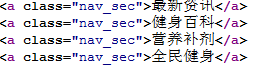 <a class="nav_sec">最新资讯</a>
<a class="nav_sec">健身百科</a>
<a class="nav_sec">营养补剂</a>
<a class="nav_sec">全民健身</a>